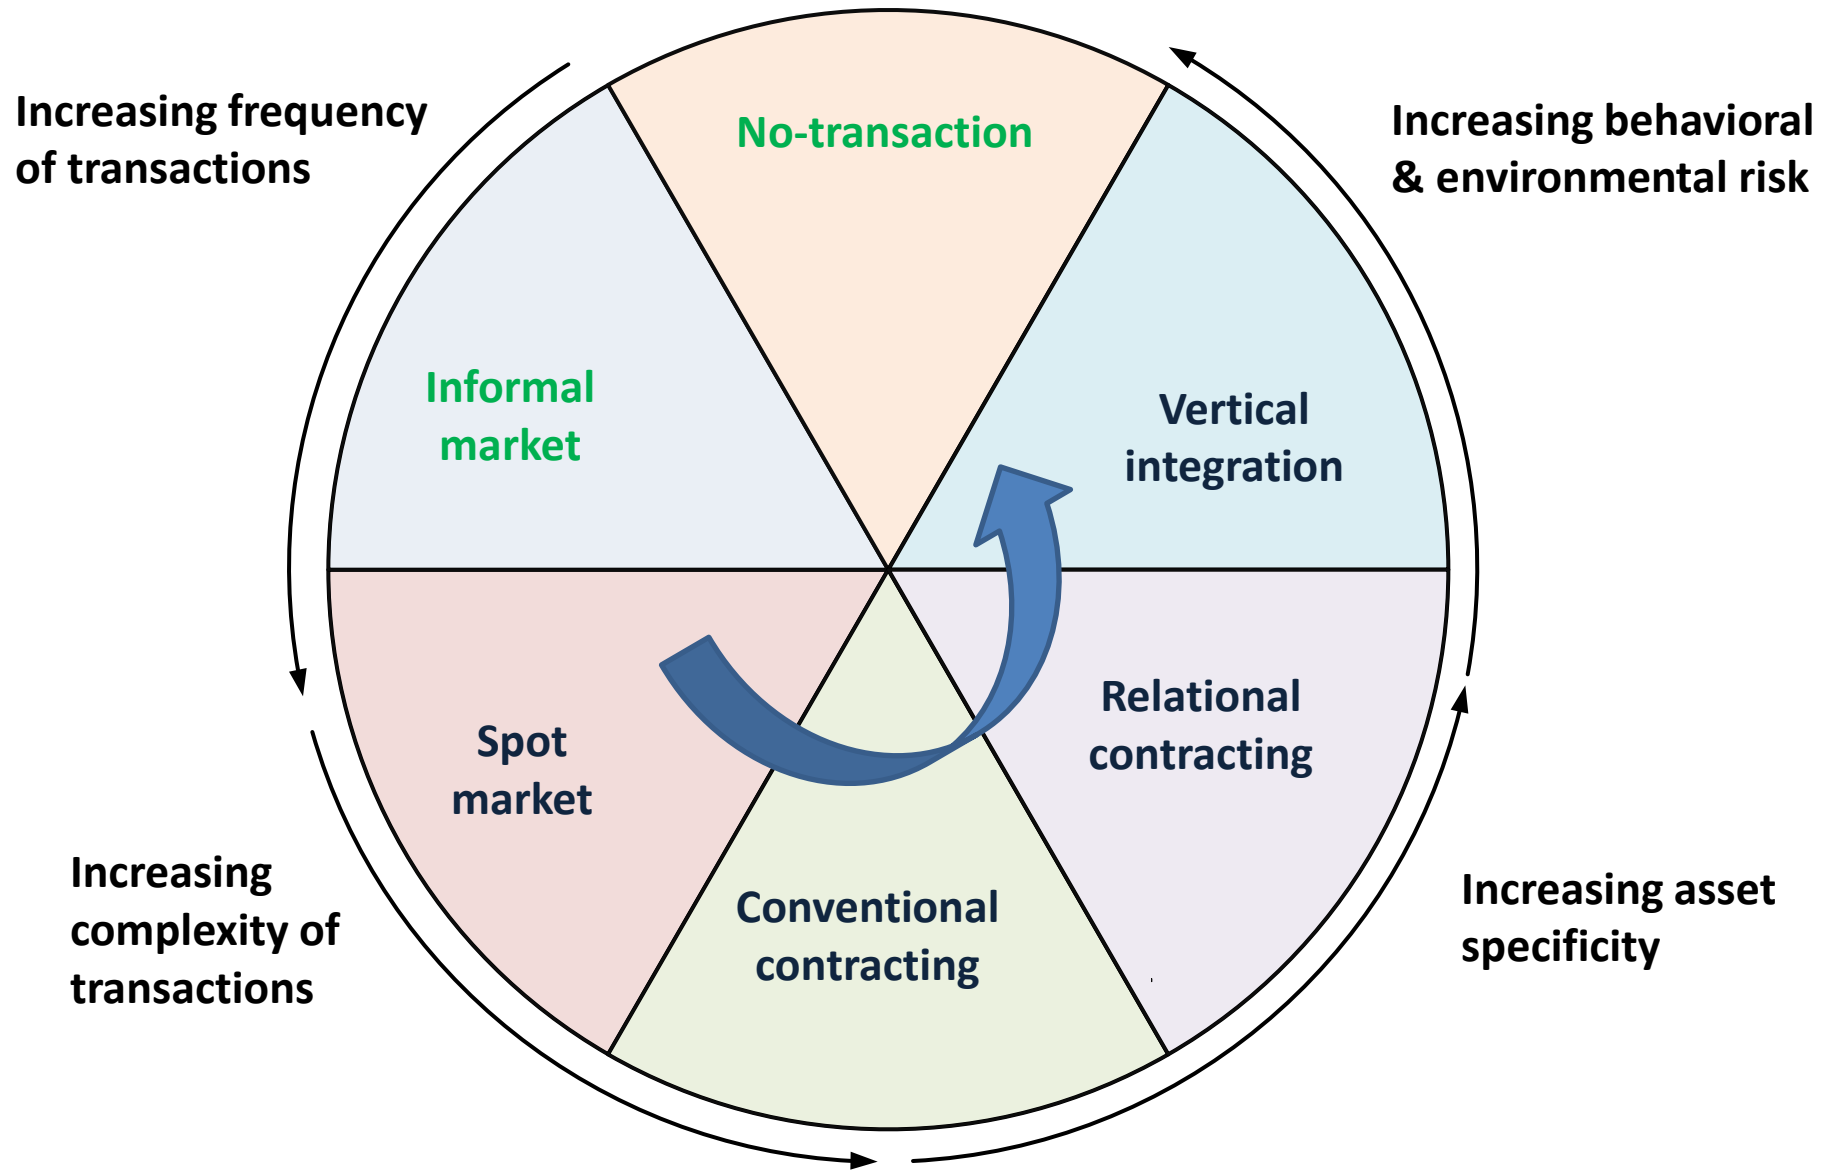 Increasing frequency
of transactions
No-transaction
Increasing behavioral
& environmental risk
Informal
market
Vertical
integration
Spot
market
Relational
contracting
Conventional
contracting
Increasing
complexity of
transactions
Increasing asset
specificity